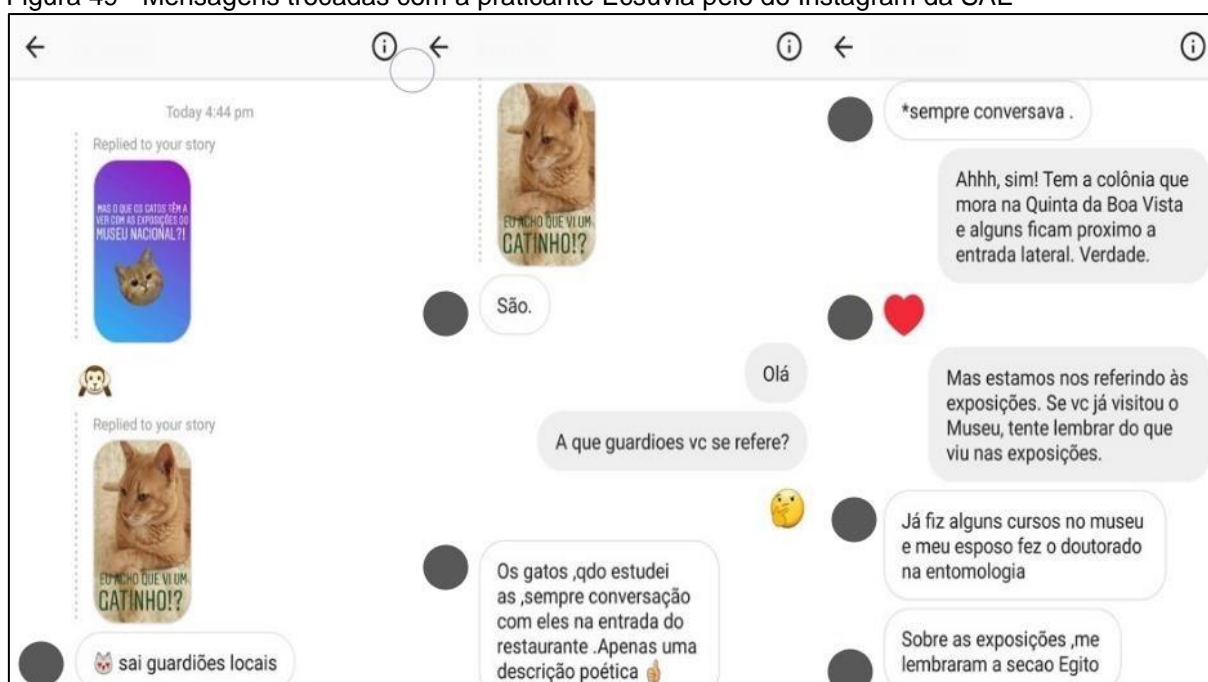 Figura 49 - Mensagens trocadas com a praticante Ecsuvia pelo do Instagram da SAE
Today 4:44 pm
Replied to your story
MAS O QUE OS GATOS TÊM A
VER COM AS EXPOSIÇÕES DO
MUSEU NACIONAL?!
Replied to your story
EU ACHO QUE VI UM
GATINHO!?
sai guardiões locais
EU ACHO QUE VI UM
GATINHO!?
São.
Olá
A que guardioes vc se refere?
Os gatos ,qdo estudei
as ,sempre conversação
com eles na entrada do
restaurante .Apenas uma
descrição poética
*sempre conversava .
Ahhh, sim! Tem a colônia que
mora na Quinta da Boa Vista
e alguns ficam proximo a
entrada lateral. Verdade.
Mas estamos nos referindo às
exposições. Se vc já visitou o
Museu, tente lembrar do que
viu nas exposições.
Já fiz alguns cursos no museu
e meu esposo fez o doutorado
na entomologia
Sobre as exposições ,me
lembraram a secao Egito